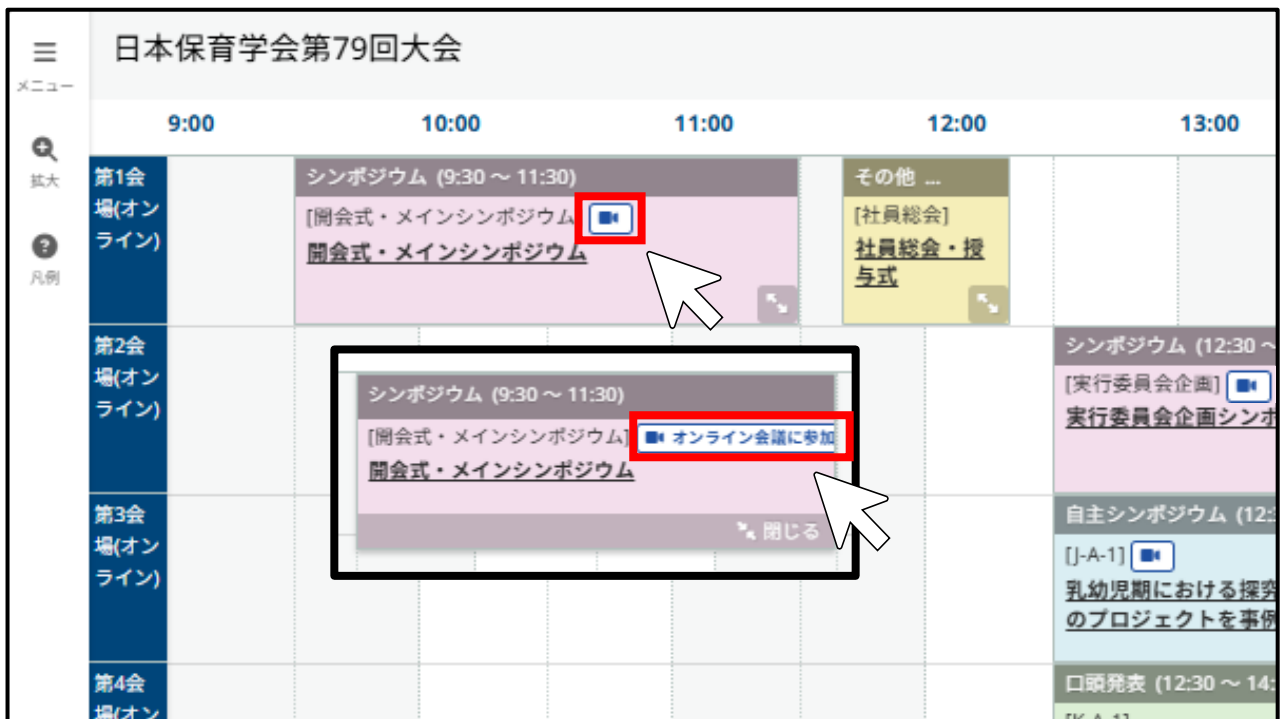 日本保育学会第79回大会
メニュー
拡大
凡例
9:00
10:00
11:00
12:00
13:00
第1会
場(オン
ライン)
シンポジウム (9:30 ～ 11:30)
[開会式・メインシンポジウム
開会式・メインシンポジウム
その他 ...
[社員総会]
社員総会・授
与式
第2会
場(オン
ライン)
シンポジウム (9:30 ～ 11:30)
[開会式・メインシンポジウム]
オンライン会議に参加
開会式・メインシンポジウム
閉じる
シンポジウム (12:30 ～
[実行委員会企画]
実行委員会企画シンポ
第3会
場(オン
ライン)
自主シンポジウム (12:
[J-A-1]
乳幼児期における探究
のプロジェクトを事例
第4会
場(オン
口頭発表 (12:30 ～ 14: